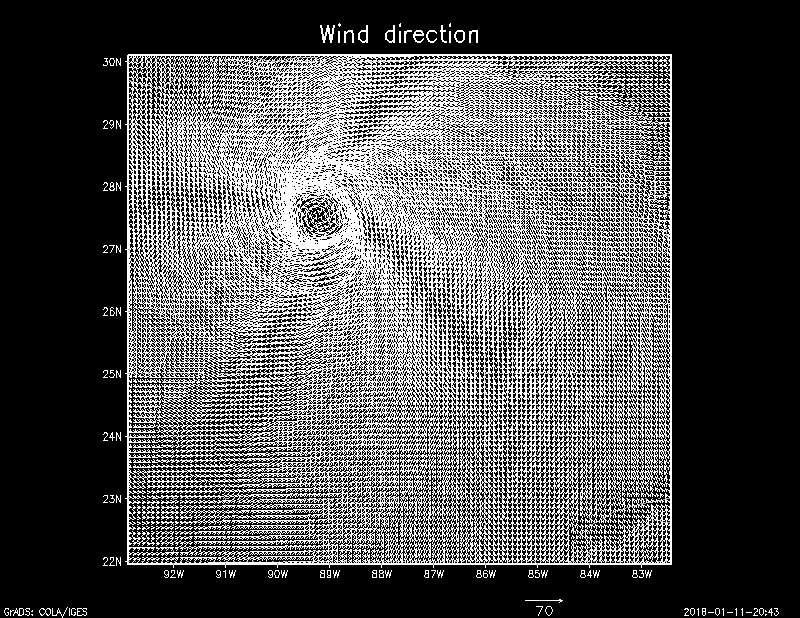 Wind direction
30N
29N
28N
27N
26N
25N
24N
23N
22N
92W 91W 90W 89W 88W 87W 86W 85W 84W 83W
70
GrADS: COLA/IGES 2018-01-11-20:43